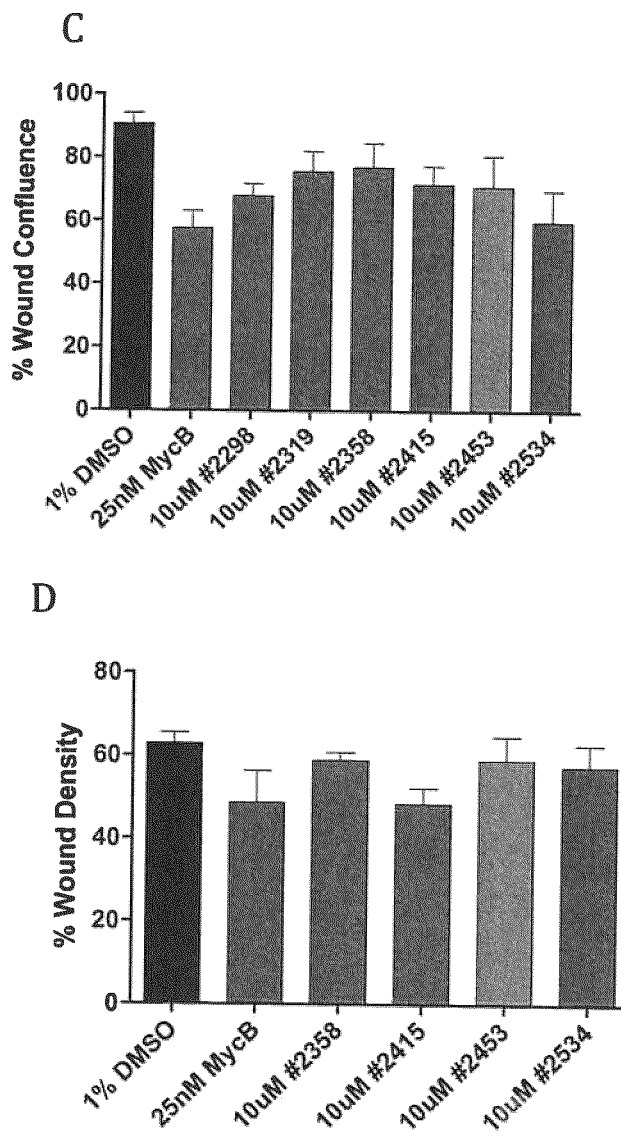 C
% Wound Confluence
100
80
60
40
20
0
1% DMSO
25nM MycB
10uM #2298
10uM #2319
10uM #2358
10uM #2415
10uM #2453
10uM #2534
D
% Wound Density
80
60
40
20
0
1% DMSO
25nM MycB
10uM #2358
10uM #2415
10uM #2453
10uM #2534